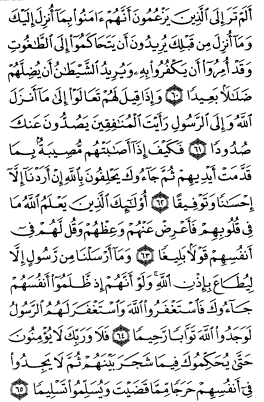 أَلَمْ تَرَ إِلَى ٱلَّذِينَ يَزْعُمُونَ أَنَّهُمْ ءَامَنُوا۟ بِمَآ أُنزِلَ إِلَيْكَ
وَمَآ أُنزِلَ مِن قَبْلِكَ يُرِيدُونَ أَن يَتَحَاكَمُوٓا۟ إِلَى ٱلطَّـٰغُوتِ
وَقَدْ أُمِرُوٓا۟ أَن يَكْفُرُوا۟ بِهِۦ وَيُرِيدُ ٱلشَّيْطَـٰنُ أَن يُضِلَّهُمْ
ضَلَـٰلًۢا بَعِيدًا ٦٠ وَإِذَا قِيلَ لَهُمْ تَعَالَوْا۟ إِلَىٰ مَآ أَنزَلَ
ٱللَّهُ وَإِلَى ٱلرَّسُولِ رَأَيْتَ ٱلْمُنَـٰفِقِينَ يَصُدُّونَ عَنكَ
صُدُودًا ٦١ فَكَيْفَ إِذَآ أَصَـٰبَتْهُم مُّصِيبَةٌۢ بِمَا
قَدَّمَتْ أَيْدِيهِمْ ثُمَّ جَآءُوكَ يَحْلِفُونَ بِٱللَّهِ إِنْ أَرَدْنَآ إِلَّآ
إِحْسَـٰنًا وَتَوْفِيقًا ٦٢ أُو۟لَـٰٓئِكَ ٱلَّذِينَ يَعْلَمُ ٱللَّهُ مَا
فِى قُلُوبِهِمْ فَأَعْرِضْ عَنْهُمْ وَعِظْهُمْ وَقُل لَّهُمْ فِىٓ
أَنفُسِهِمْ قَوْلًۢا بَلِيغًا ٦٣ وَمَآ أَرْسَلْنَا مِن رَّسُولٍ إِلَّا
لِيُطَاعَ بِإِذْنِ ٱللَّهِ ۚ وَلَوْ أَنَّهُمْ إِذ ظَّلَمُوٓا۟ أَنفُسَهُمْ
جَآءُوكَ فَٱسْتَغْفَرُوا۟ ٱللَّهَ وَٱسْتَغْفَرَ لَهُمُ ٱلرَّسُولُ
لَوَجَدُوا۟ ٱللَّهَ تَوَّابًا رَّحِيمًا ٦٤ فَلَا وَرَبِّكَ لَا يُؤْمِنُونَ
حَتَّىٰ يُحَكِّمُوكَ فِيمَا شَجَرَ بَيْنَهُمْ ثُمَّ لَا يَجِدُوا۟
فِىٓ أَنفُسِهِمْ حَرَجًا مِّمَّا قَضَيْتَ وَيُسَلِّمُوا۟ تَسْلِيمًا ٦٥